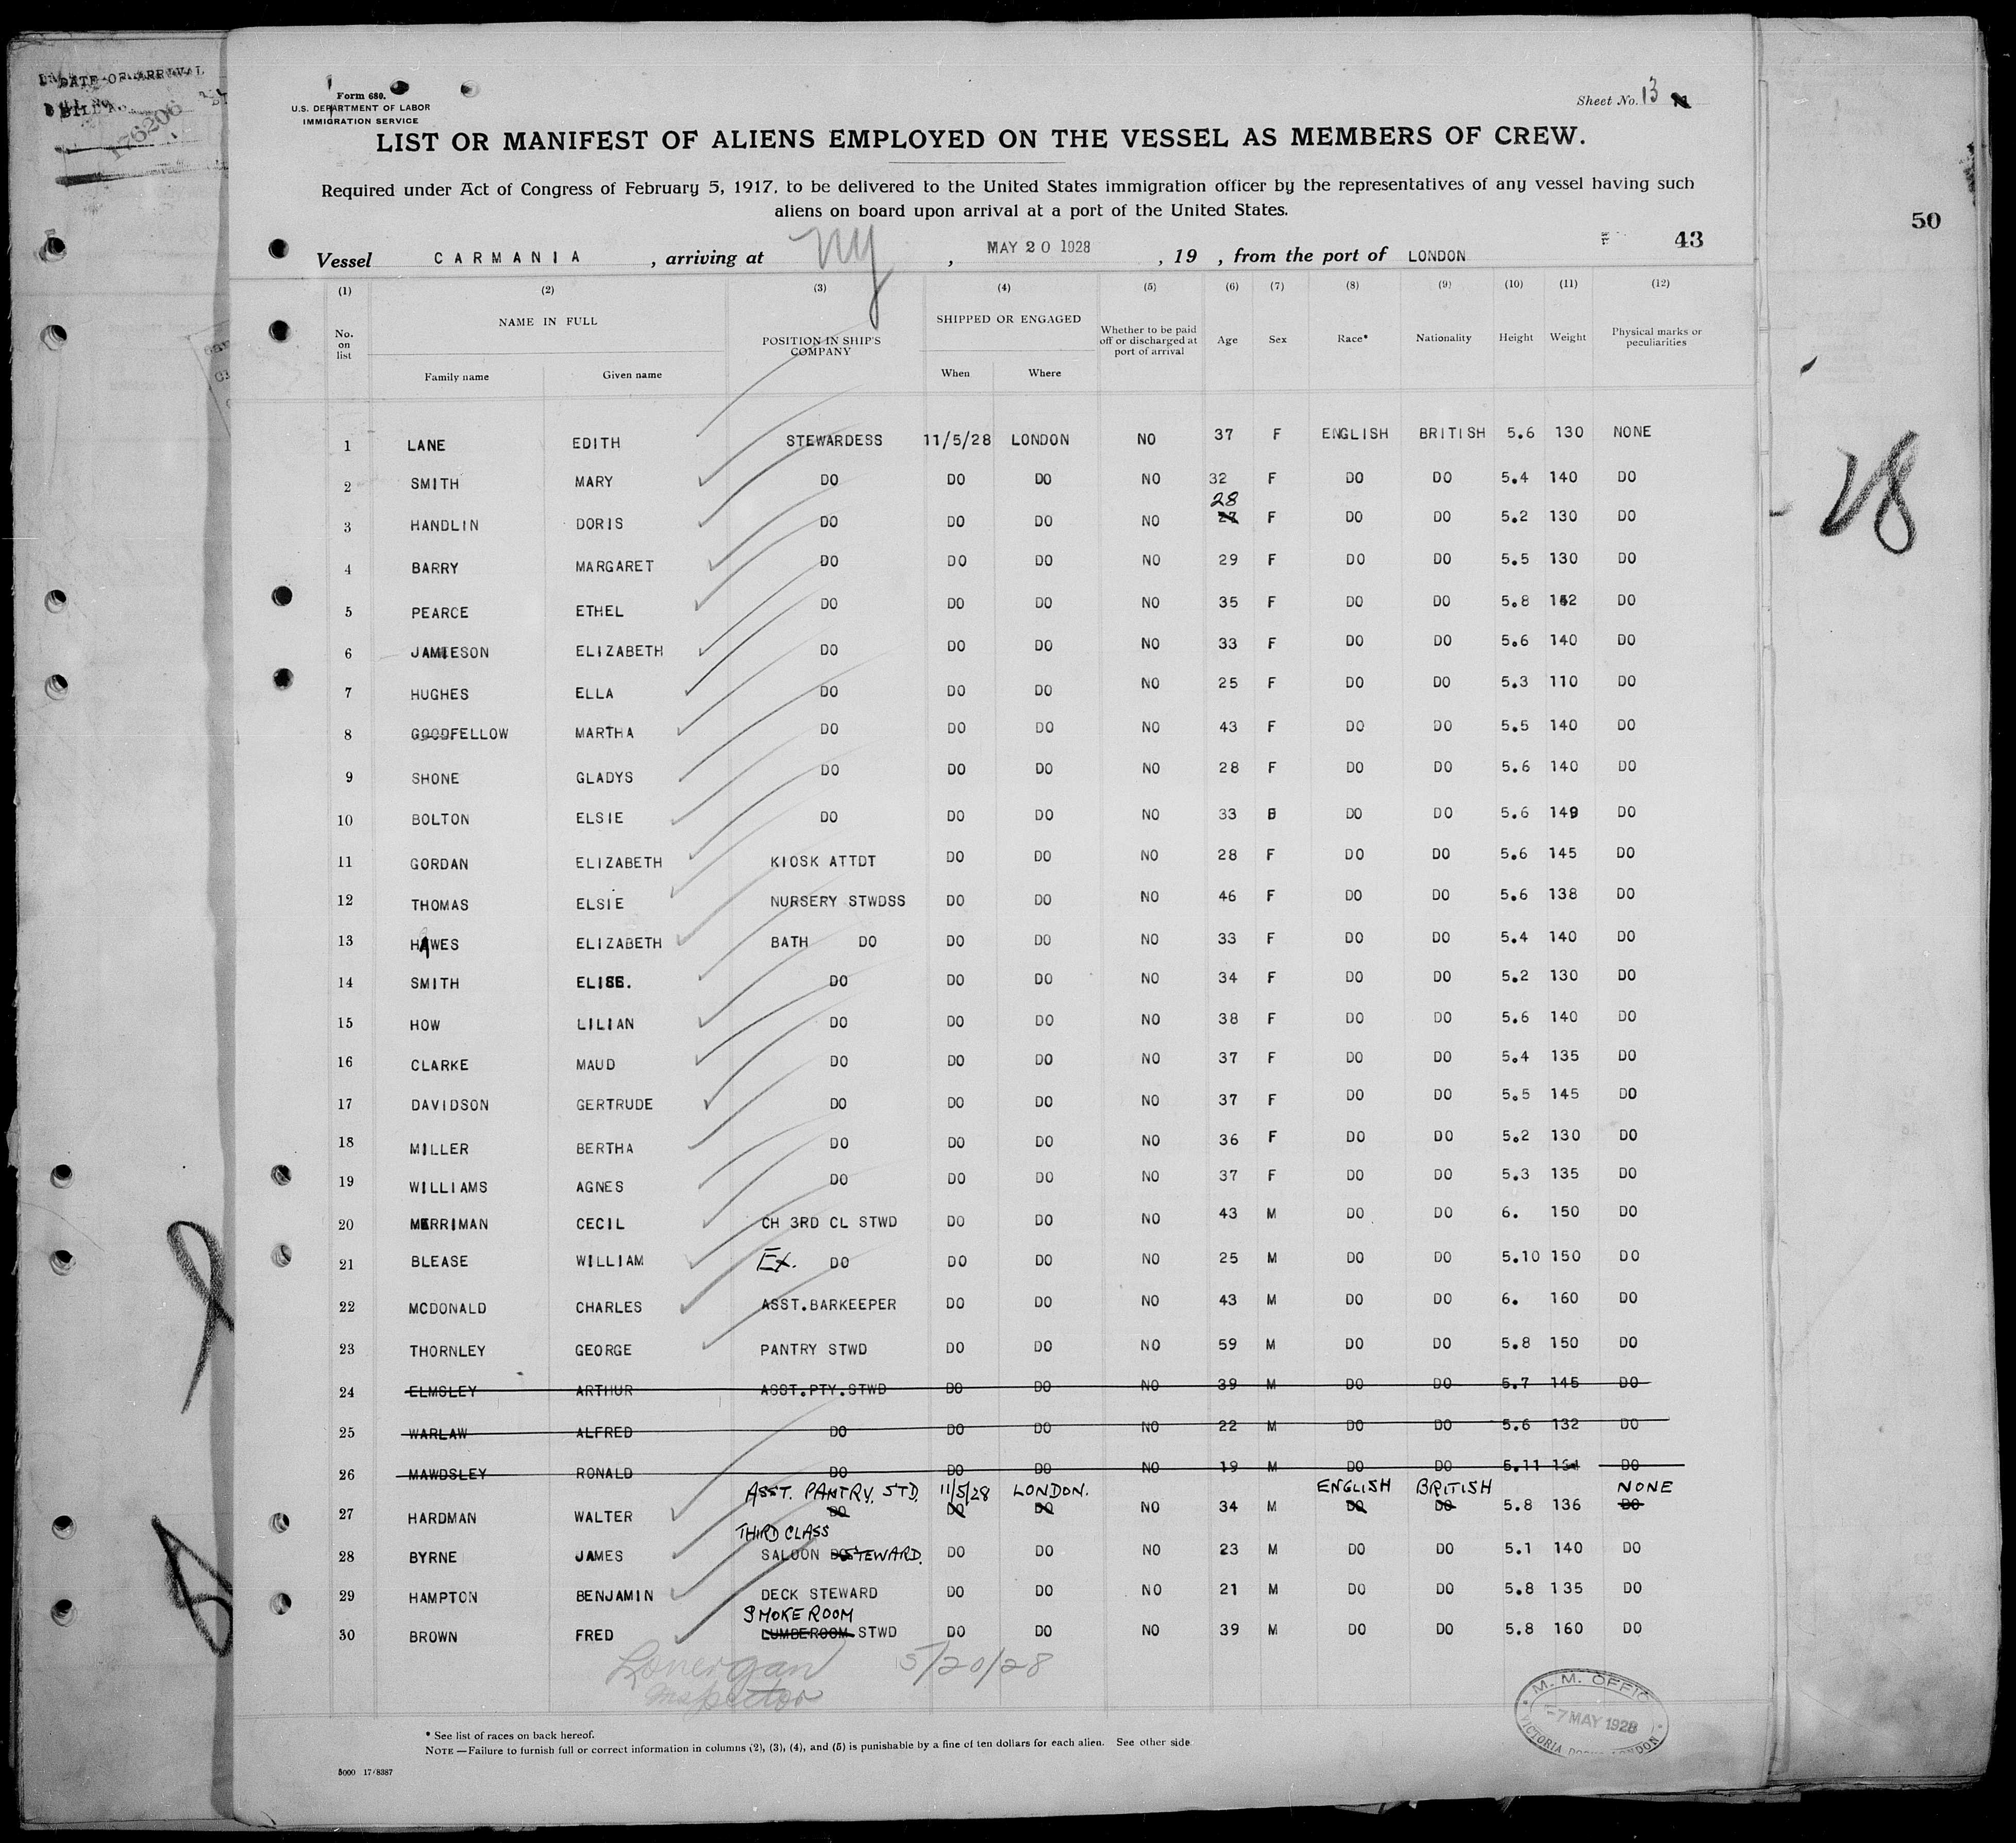 DATE OF ARRIVAL
176206
Form 680.
U.S. DEPARTMENT OF LABOR
IMMIGRATION SERVICE
Sheet No. 13
LIST OR MANIFEST OF ALIENS EMPLOYED ON THE VESSEL AS MEMBERS OF CREW.
Required under Act of Congress of February 5, 1917, to be delivered to the United States immigration officer by the representatives of any vessel having such
aliens on board upon arrival at a port of the United States.
50
43
Vessel CARMANIA, arriving at NY, MAY 20 1928, 19 , from the port of LONDON
(1) (2) (3) (4) (5) (6) (7) (8) (9) (10) (11) (12)
No. on list NAME IN FULL Family name Given name POSITION IN SHIP'S COMPANY SHIPPED OR ENGAGED When Where Whether to be paid off or discharged at port of arrival Age Sex Race* Nationality Height Weight Physical marks or peculiarities
1 LANE EDITH STEWARDESS 11/5/28 LONDON NO 37 F ENGLISH BRITISH 5.6 130 NONE
2 SMITH MARY DO DO DO NO 32 F DO DO 5.4 140 DO
28
3 HANDLIN DORIS DO DO DO NO 27 F DO DO 5.2 130 DO
28
4 BARRY MARGARET DO DO DO NO 29 F DO DO 5.5 130 DO
5 PEARCE ETHEL DO DO DO NO 35 F DO DO 5.8 142 DO
6 JAMIESON ELIZABETH DO DO DO NO 33 F DO DO 5.6 140 DO
7 HUGHES ELLA DO DO DO NO 25 F DO DO 5.3 110 DO
8 GOODFELLOW MARTHA DO DO DO NO 43 F DO DO 5.5 140 DO
9 SHONE GLADYS DO DO DO NO 28 F DO DO 5.6 140 DO
10 BOLTON ELSIE DO DO DO NO 33 DO DO 5.6 149 DO
11 GORDAN ELIZABETH KIOSK ATTDT DO DO NO 28 F DO DO 5.6 145 DO
12 THOMAS ELSIE NURSERY STWDSS DO DO NO 46 F DO DO 5.6 138 DO
13 HAWES ELIZABETH BATH DO DO DO NO 33 F DO DO 5.4 140 DO
14 SMITH ELISE. DO DO DO NO 34 F DO DO 5.2 130 DO
15 HOW LILIAN DO DO DO NO 38 F DO DO 5.6 140 DO
16 CLARKE MAUD DO DO DO NO 37 F DO DO 5.4 135 DO
17 DAVIDSON GERTRUDE DO DO DO NO 37 F DO DO 5.5 145 DO
18 MILLER BERTHA DO DO DO NO 36 F DO DO 5.2 130 DO
19 WILLIAMS AGNES DO DO DO NO 37 F DO DO 5.3 135 DO
20 MERRIMAN CECIL CH 3RD CL STWD DO DO NO 43 M DO DO 6. 150 DO
21 BLEASE WILLIAM Ex. DO DO DO NO 25 M DO DO 5.10 150 DO
22 MCDONALD CHARLES ASST.BARKEEPER DO DO NO 43 M DO DO 6. 160 DO
23 THORNLEY GEORGE PANTRY STWD DO DO NO 59 M DO DO 5.8 150 DO
24 ELMSLEY ARTHUR ASST.PTY.STWD DO DO NO 39 M DO DO 5.7 145 DO
25 WARLAW ALFRED DO DO DO NO 22 M DO DO 5.6 132 DO
26 MAWDSLEY RONALD DO DO DO NO 19 M DO DO 5.11 164 DO
ASST. PANTRY. STD. 11/5/28 LONDON. ENGLISH BRITISH NONE
27 HARDMAN WALTER DO DO DO NO 34 M DO DO 5.8 136 DO
THIRD CLASS
28 BYRNE JAMES SALOON STEWARD. DO DO NO 23 M DO DO 5.1 140 DO
29 HAMPTON BENJAMIN DECK STEWARD DO DO NO 21 M DO DO 5.8 135 DO
SMOKE ROOM
30 BROWN FRED LUMBEROOM STWD DO DO NO 39 M DO DO 5.8 160 DO
Lonergan 5/20/28
Inspector
M. M. OFFIC
-7 MAY 1928
VICTORIA DOCK LONDON
* See list of races on back hereof.
NOTE —Failure to furnish full or correct information in columns (2), (3), (4), and (5) is punishable by a fine of ten dollars for each alien. See other side.
5000 17/8387